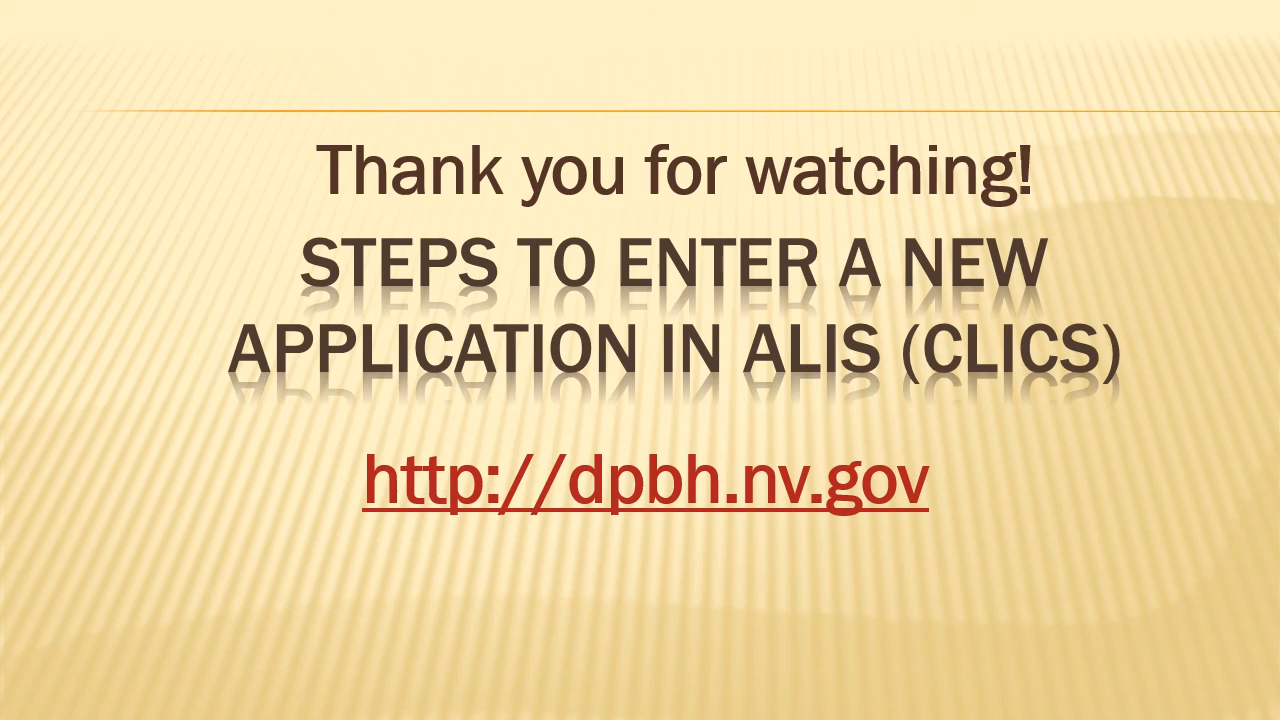 Thank you for watching!
STEPS TO ENTER A NEW
APPLICATION IN ALIS (CLICS)
http://dpbh.nv.gov